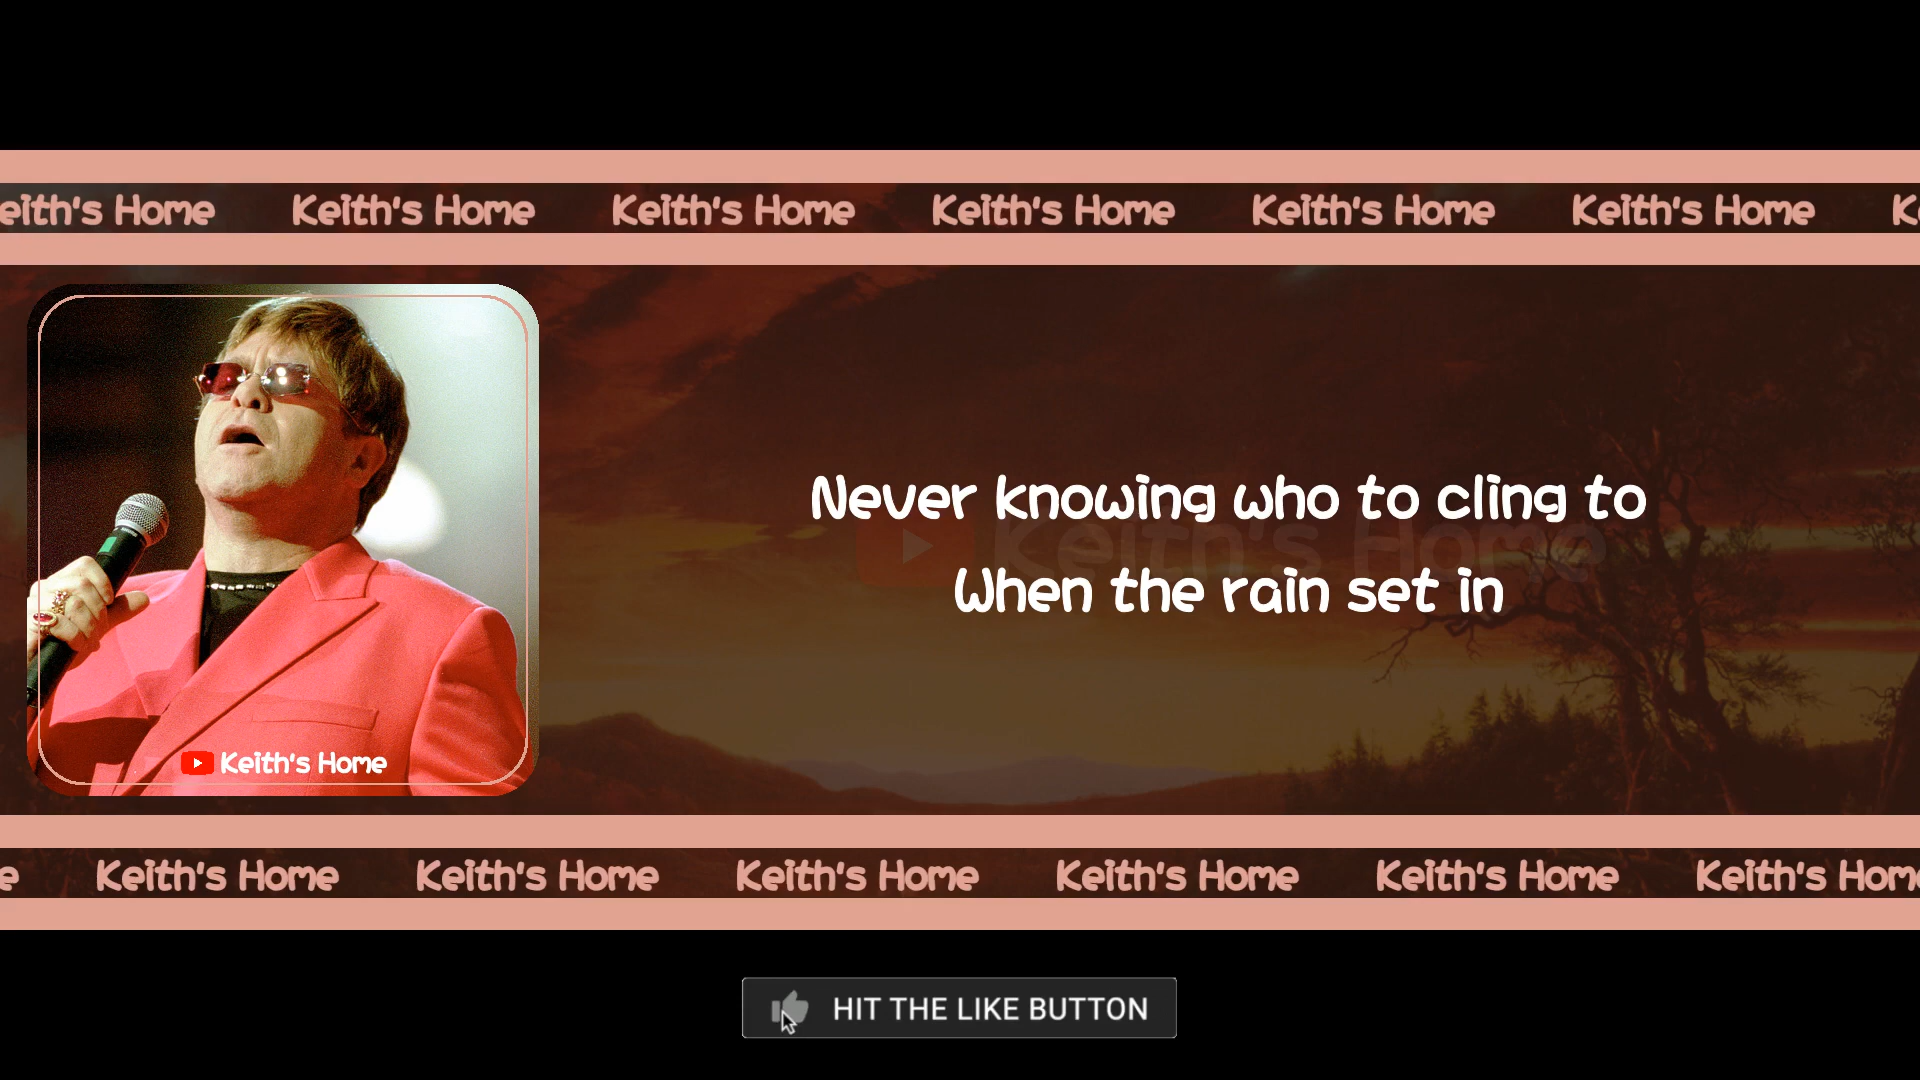 eith's Home Keith's Home Keith's Home Keith's Home Keith's Home Keith's Home K
Never knowing who to cling to
Keith's Home
When the rain set in
Keith's Home
e Keith's Home Keith's Home Keith's Home Keith's Home Keith's Home Keith's Hom
HIT THE LIKE BUTTON